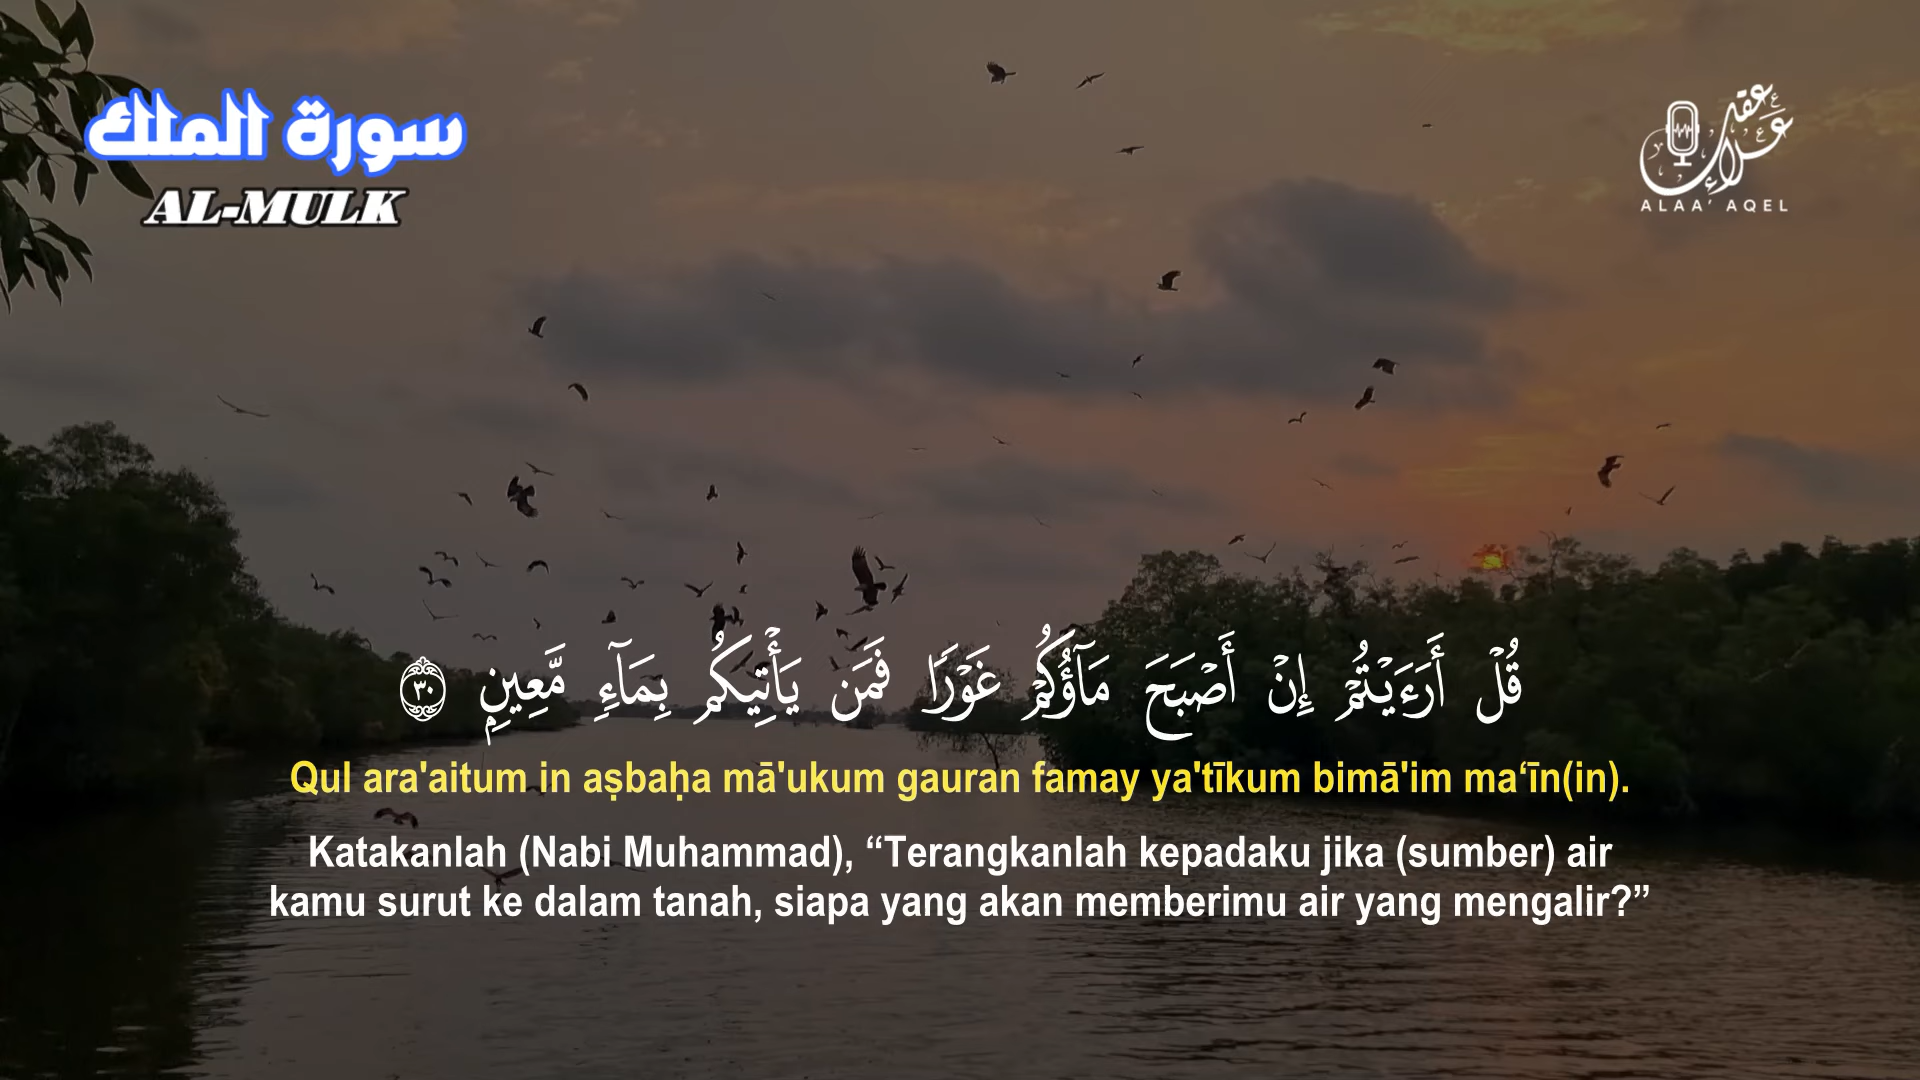 سورة الملك
AL-MULK
علاء عقل
ALAA' AQEL
قُلْ أَرَءَيْتُمْ إِنْ أَصْبَحَ مَآؤُكُمْ غَوْرًا فَمَن يَأْتِيكُم بِمَآءٍ مَّعِينٍۭ ٣٠
Qul ara'aitum in aṣbaḥa mā'ukum gauran famay ya'tīkum bimā'im ma‘īn(in).
Katakanlah (Nabi Muhammad), “Terangkanlah kepadaku jika (sumber) air
kamu surut ke dalam tanah, siapa yang akan memberimu air yang mengalir?”